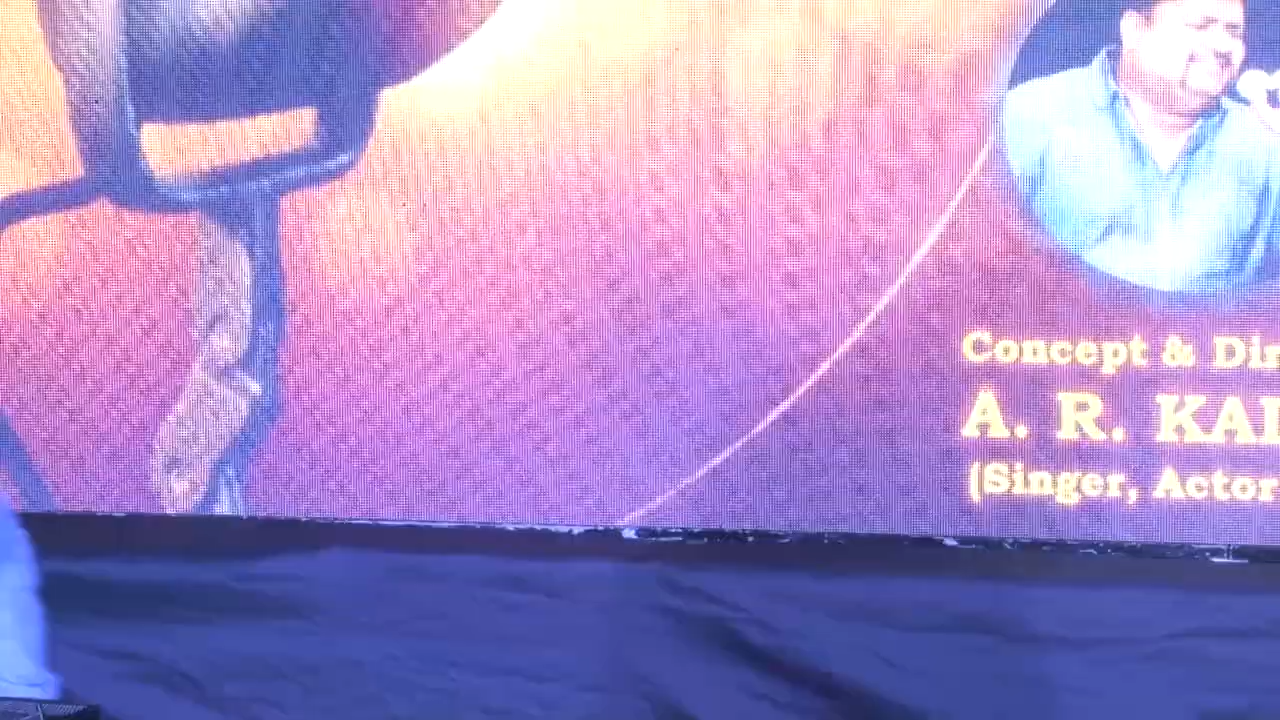 Concept &
A. R.
(Singer, Actor